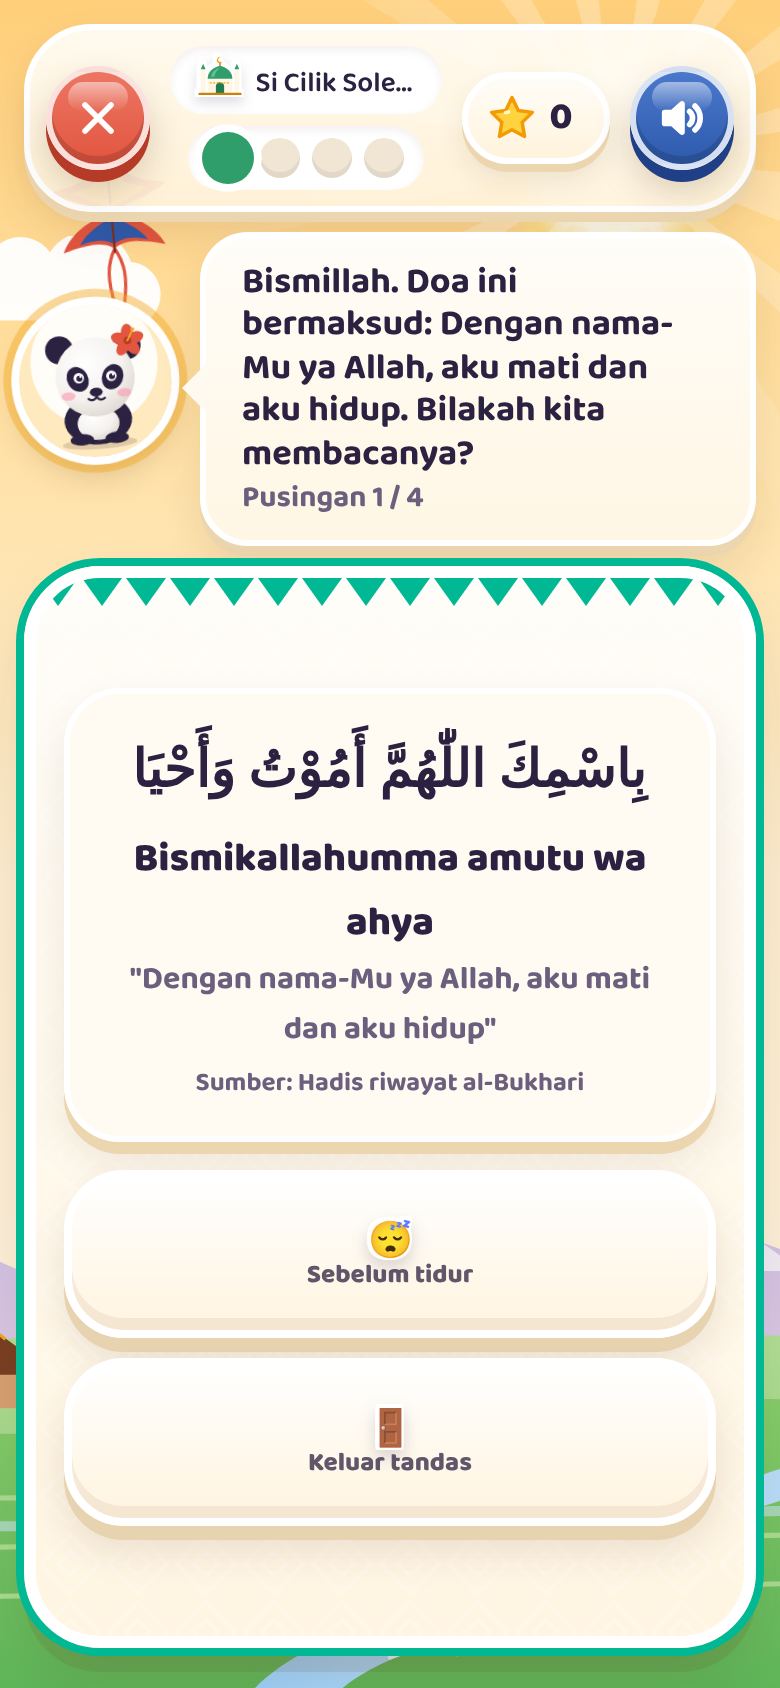 Si Cilik Sole...
0
Bismillah. Doa ini
bermaksud: Dengan nama-
Mu ya Allah, aku mati dan
aku hidup. Bilakah kita
membacanya?
Pusingan 1 / 4
بِاسْمِكَ اللّٰهُمَّ أَمُوْتُ وَأَحْيَا
Bismikallahumma amutu wa
ahya
"Dengan nama-Mu ya Allah, aku mati
dan aku hidup"
Sumber: Hadis riwayat al-Bukhari
Sebelum tidur
Keluar tandas